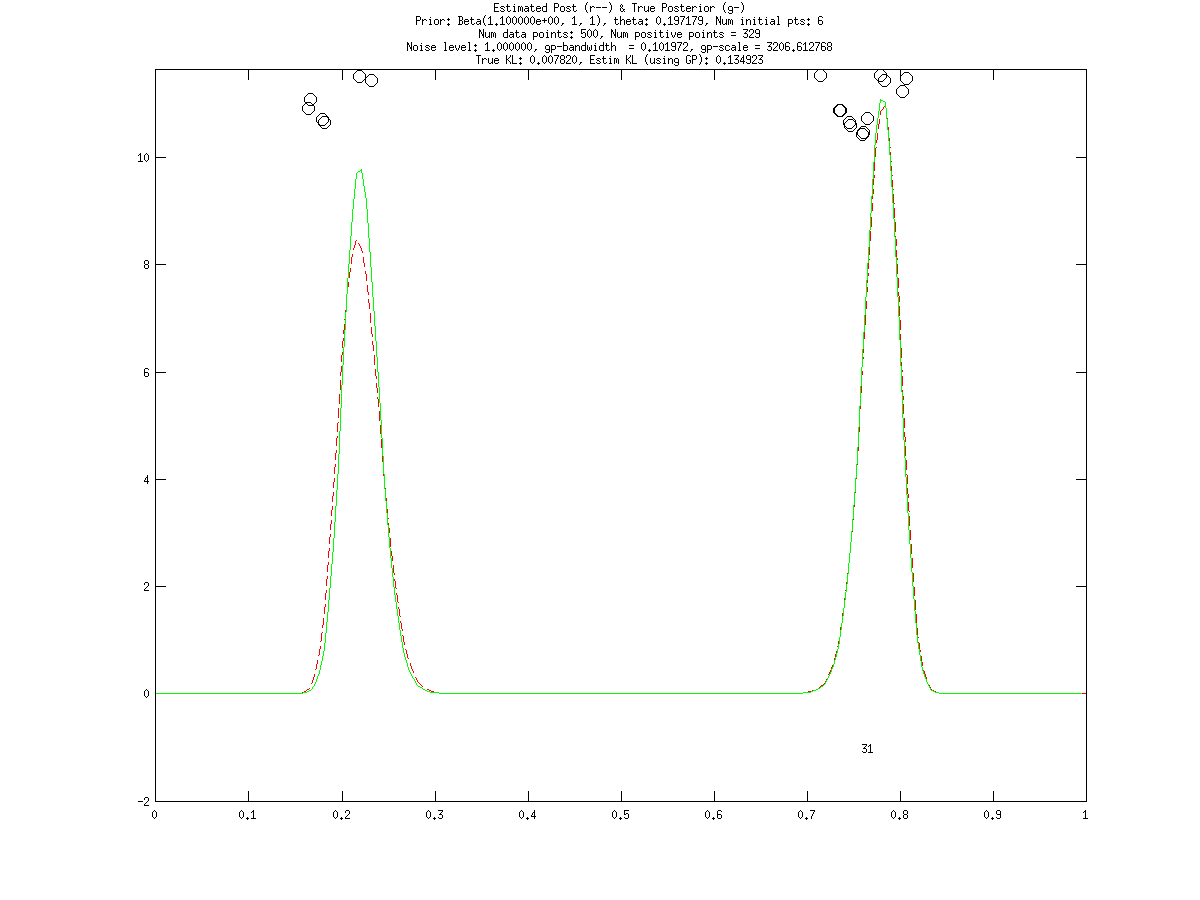 Estimated Post (r--) & True Posterior (g-)
Prior: Beta(1.100000e+00, 1, 1), theta: 0.197179, Num initial pts: 6
Num data points: 500, Num positive points = 329
Noise level: 1.000000, gp-bandwidth  = 0.101972, gp-scale = 3206.612768
True KL: 0.007820, Estim KL (using GP): 0.134923
10
8
6
4
2
0
31
-2
0 0.1 0.2 0.3 0.4 0.5 0.6 0.7 0.8 0.9 1